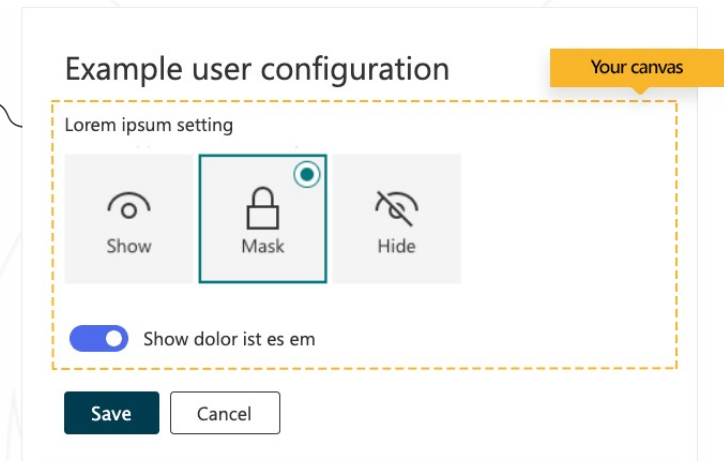 Example user configuration
Your canvas
Lorem ipsum setting
Show
Mask
Hide
Show dolor ist es em
Save
Cancel